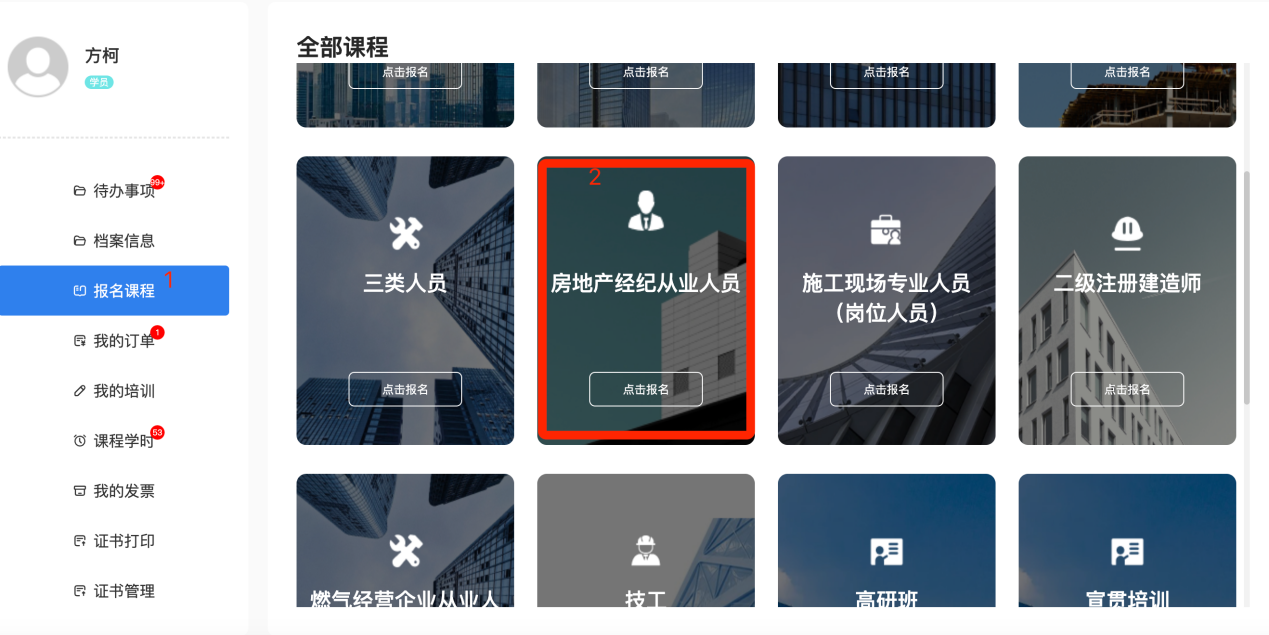 方柯
学员
待办事项
99+
档案信息
报名课程
1
我的订单
1
我的培训
课程学时
53
我的发票
证书打印
证书管理
全部课程
点击报名
点击报名
点击报名
点击报名
三类人员
点击报名
2
房地产经纪从业人员
点击报名
施工现场专业人员
（岗位人员）
点击报名
二级注册建造师
点击报名
燃气经营企业从业人
技工
高研班
宣贯培训